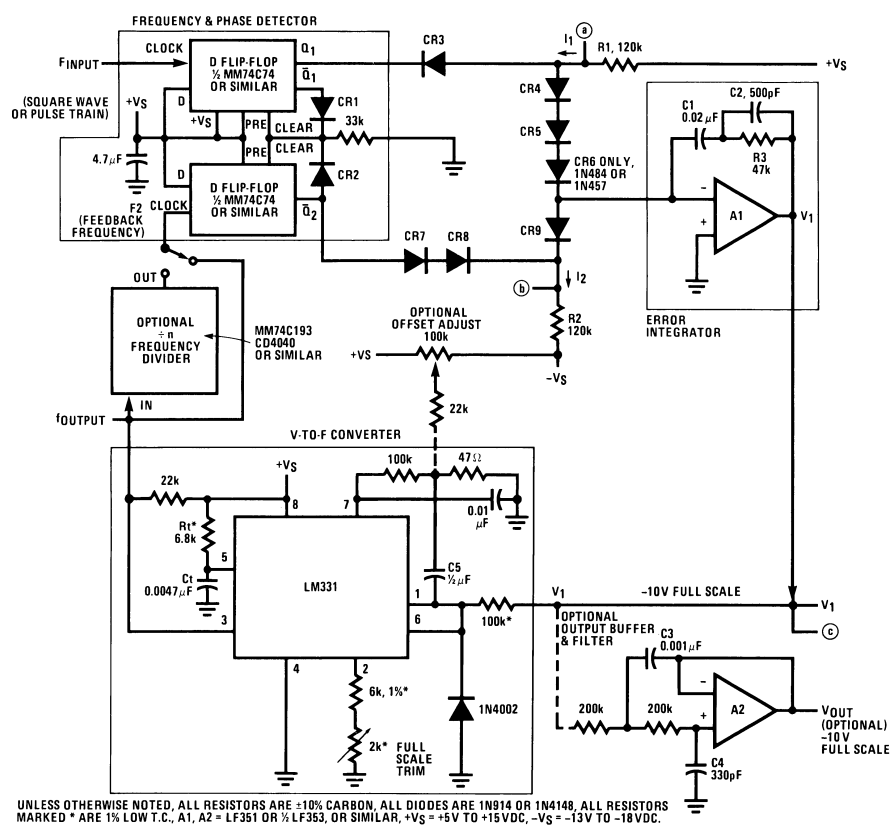 FREQUENCY & PHASE DETECTOR
FINPUT
CLOCK
D FLIP-FLOP
½ MM74C74
OR SIMILAR
Q1
Q̅1
D
(SQUARE WAVE
OR PULSE TRAIN)
+VS
+VS
PRE
CLEAR
PRE
CLEAR
CR1
33k
4.7µF
CR2
D
D FLIP-FLOP
½ MM74C74
OR SIMILAR
Q̅2
F2
CLOCK
(FEEDBACK
FREQUENCY)
CR3
I1
a
R1, 120k
+VS
CR4
CR5
CR6 ONLY,
1N484 OR
1N457
CR9
CR7
CR8
I2
b
R2
120k
-VS
C2, 500pF
C1
0.02µF
R3
47k
-
+
A1
V1
ERROR
INTEGRATOR
OUT
OPTIONAL
÷n
FREQUENCY
DIVIDER
MM74C193
CD4040
OR SIMILAR
IN
fOUTPUT
OPTIONAL
OFFSET ADJUST
100k
+VS
22k
V-TO-F CONVERTER
22k
+VS
8
7
100k
47Ω
0.01
µF
Rt*
6.8k
5
Ct
0.0047µF
3
LM331
C5
½µF
1
6
100k*
4
2
6k, 1%*
2k*
FULL
SCALE
TRIM
1N4002
V1
-10V FULL SCALE
V1
c
OPTIONAL
OUTPUT BUFFER
& FILTER
C3
0.001µF
200k
200k
-
+
A2
C4
330pF
VOUT
(OPTIONAL)
-10V
FULL SCALE
UNLESS OTHERWISE NOTED, ALL RESISTORS ARE ±10% CARBON, ALL DIODES ARE 1N914 OR 1N4148, ALL RESISTORS
MARKED * ARE 1% LOW T.C., A1, A2 = LF351 OR ½ LF353, OR SIMILAR, +VS = +5V TO +15VDC, -VS = -13V TO -18VDC.